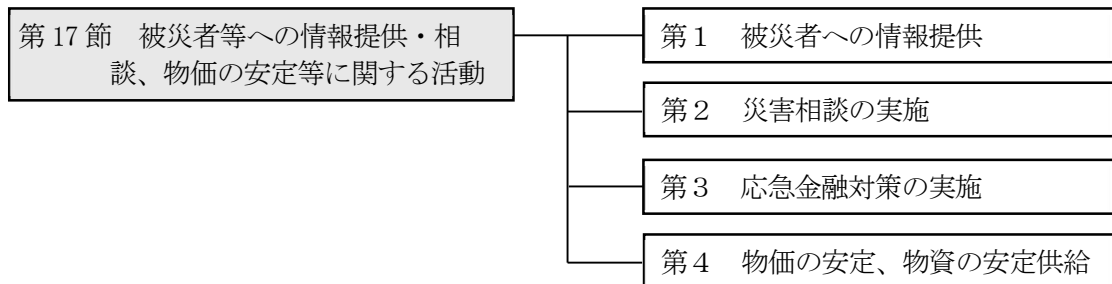 第17節　被災者等への情報提供・相
談、物価の安定等に関する活動
第１　被災者への情報提供
第２　災害相談の実施
第３　応急金融対策の実施
第４　物価の安定、物資の安定供給